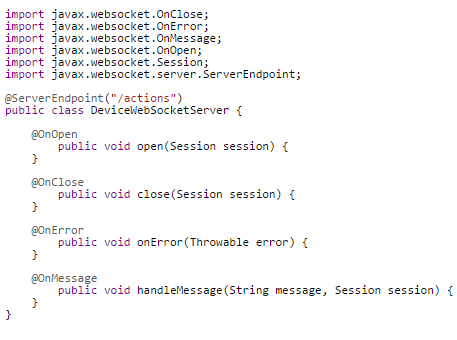 import javax.websocket.OnClose;
import javax.websocket.OnError;
import javax.websocket.OnMessage;
import javax.websocket.OnOpen;
import javax.websocket.Session;
import javax.websocket.server.ServerEndpoint;

@ServerEndpoint("/actions")
public class DeviceWebSocketServer {

    @OnOpen
        public void open(Session session) {
    }

    @OnClose
        public void close(Session session) {
    }

    @OnError
        public void onError(Throwable error) {
    }

    @OnMessage
        public void handleMessage(String message, Session session) {
    }
}